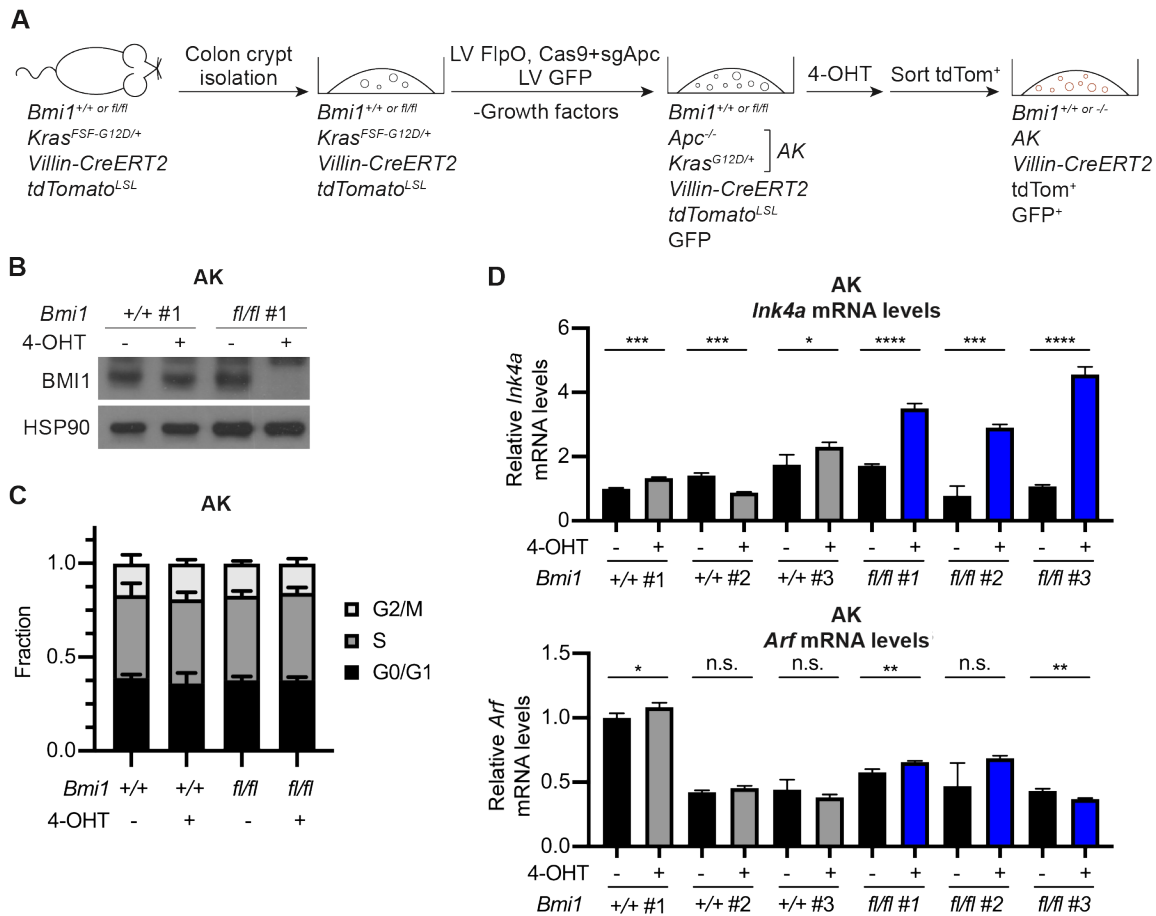 A
Colon crypt
isolation
LV FlpO, Cas9+sgApc
LV GFP
-Growth factors
4-OHT
Sort tdTom+
Bmi1+/+ or fl/fl
KrasFSF-G12D/+
Villin-CreERT2
tdTomatoLSL
Bmi1+/+ or fl/fl
KrasFSF-G12D/+
Villin-CreERT2
tdTomatoLSL
Bmi1+/+ or fl/fl
Apc-/-
KrasG12D/+
AK
Villin-CreERT2
tdTomatoLSL
GFP
Bmi1+/+ or -/-
AK
Villin-CreERT2
tdTom+
GFP+
B
AK
Bmi1 +/+ #1 fl/fl #1
4-OHT - + - +
BMI1
HSP90
C
AK
Fraction
1.0
0.5
0.0
G2/M
S
G0/G1
Bmi1 +/+ +/+ fl/fl fl/fl
4-OHT - + - +
D
AK
Ink4a mRNA levels
Relative Ink4a
mRNA levels
6
4
2
0
*** *** * **** *** ****
4-OHT - + - + - + - + - + - +
Bmi1 +/+ #1 +/+ #2 +/+ #3 fl/fl #1 fl/fl #2 fl/fl #3
AK
Arf mRNA levels
Relative Arf
mRNA levels
1.5
1.0
0.5
0.0
* n.s. n.s. ** n.s. **
4-OHT - + - + - + - + - + - +
Bmi1 +/+ #1 +/+ #2 +/+ #3 fl/fl #1 fl/fl #2 fl/fl #3